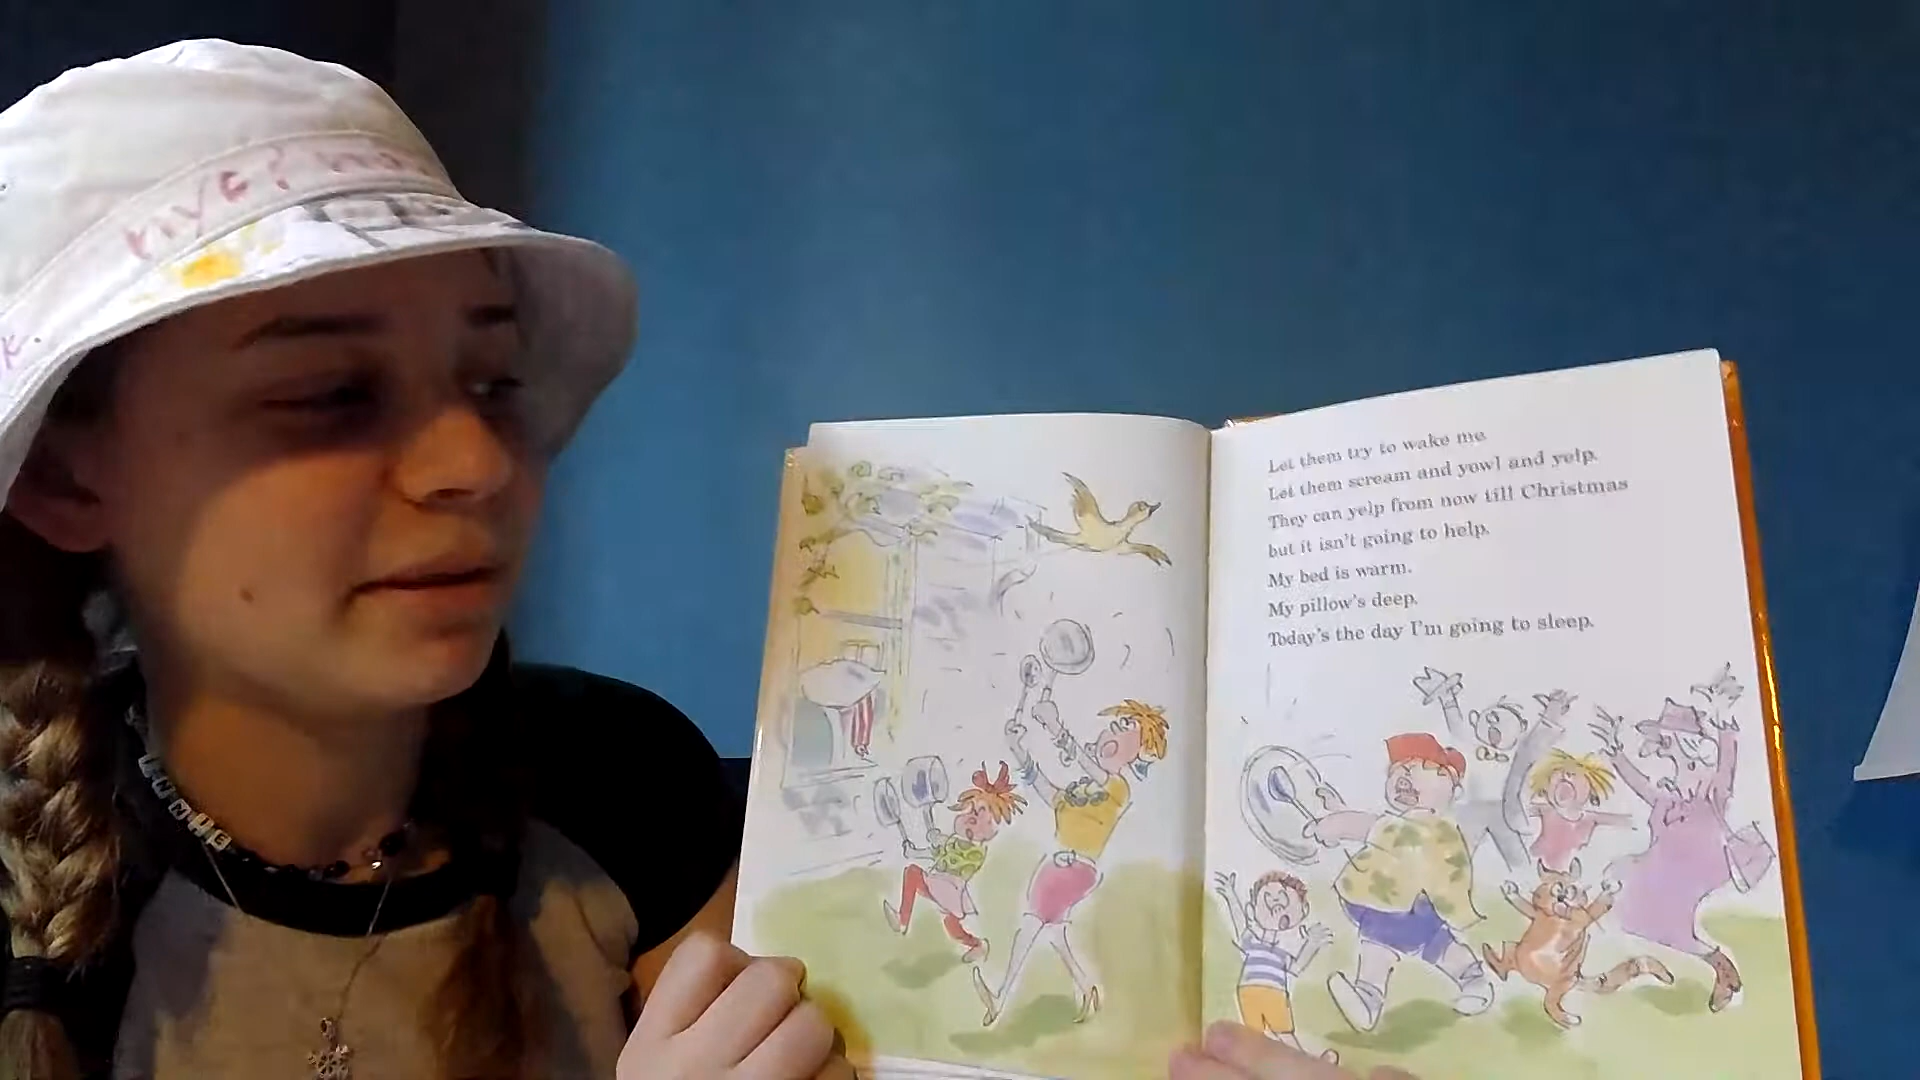 Let them try to wake me.
Let them scream and yowl and yelp.
They can yelp from now till Christmas
but it isn't going to help.
My bed is warm.
My pillow's deep.
Today's the day I'm going to sleep.